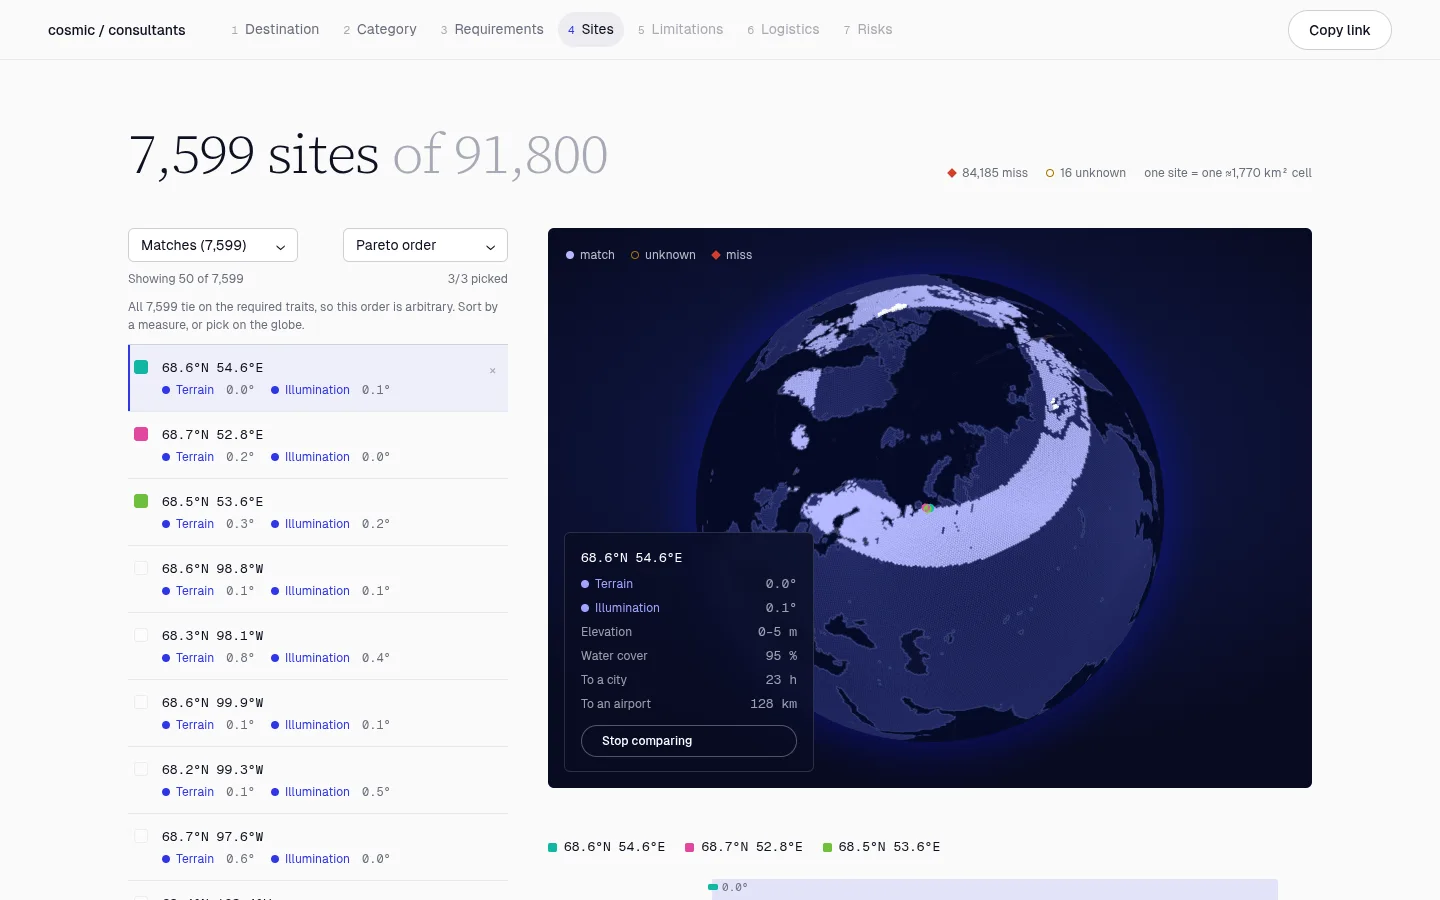 cosmic / consultants
1 Destination
2 Category
3 Requirements
4 Sites
5 Limitations
6 Logistics
7 Risks
Copy link
7,599 sites of 91,800
84,185 miss
16 unknown
one site = one ≈1,770 km² cell
Matches (7,599)
Pareto order
Showing 50 of 7,599
3/3 picked
All 7,599 tie on the required traits, so this order is arbitrary. Sort by
a measure, or pick on the globe.
68.6°N 54.6°E
×
Terrain 0.0° Illumination 0.1°
68.7°N 52.8°E
Terrain 0.2° Illumination 0.0°
68.5°N 53.6°E
Terrain 0.3° Illumination 0.2°
68.6°N 98.8°W
Terrain 0.1° Illumination 0.1°
68.3°N 98.1°W
Terrain 0.8° Illumination 0.4°
68.6°N 99.9°W
Terrain 0.1° Illumination 0.1°
68.2°N 99.3°W
Terrain 0.1° Illumination 0.5°
68.7°N 97.6°W
Terrain 0.6° Illumination 0.0°
match
unknown
miss
68.6°N 54.6°E
Terrain 0.0°
Illumination 0.1°
Elevation 0–5 m
Water cover 95 %
To a city 23 h
To an airport 128 km
Stop comparing
68.6°N 54.6°E
68.7°N 52.8°E
68.5°N 53.6°E
0.0°